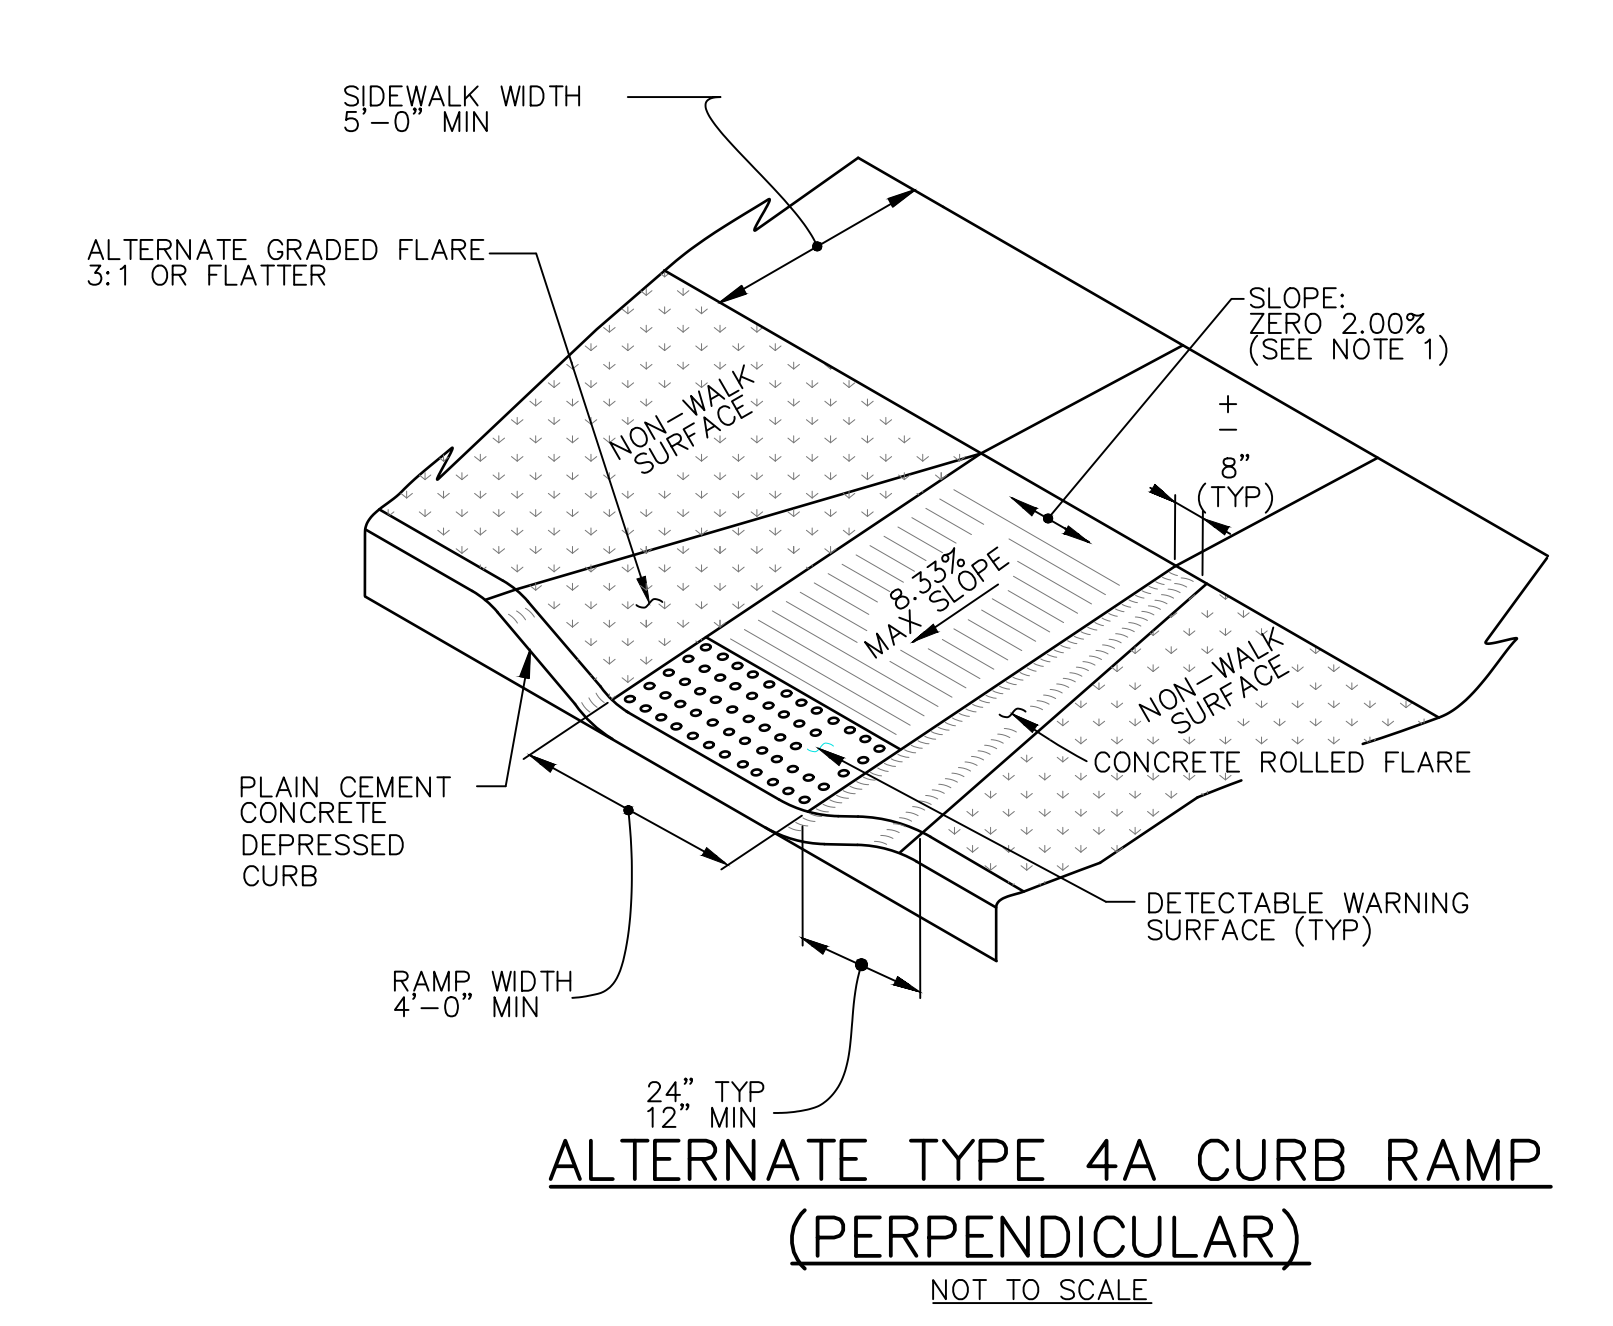 SIDEWALK WIDTH
5'-0" MIN
ALTERNATE GRADED FLARE
3:1 OR FLATTER
SLOPE:
ZERO 2.00%
(SEE NOTE 1)
NON-WALK
SURFACE
+
-
8"
(TYP)
8.33%
MAX SLOPE
NON-WALK
SURFACE
CONCRETE ROLLED FLARE
PLAIN CEMENT
CONCRETE
DEPRESSED
CURB
DETECTABLE WARNING
SURFACE (TYP)
RAMP WIDTH
4'-0" MIN
24" TYP
12" MIN
ALTERNATE TYPE 4A CURB RAMP
(PERPENDICULAR)
NOT TO SCALE